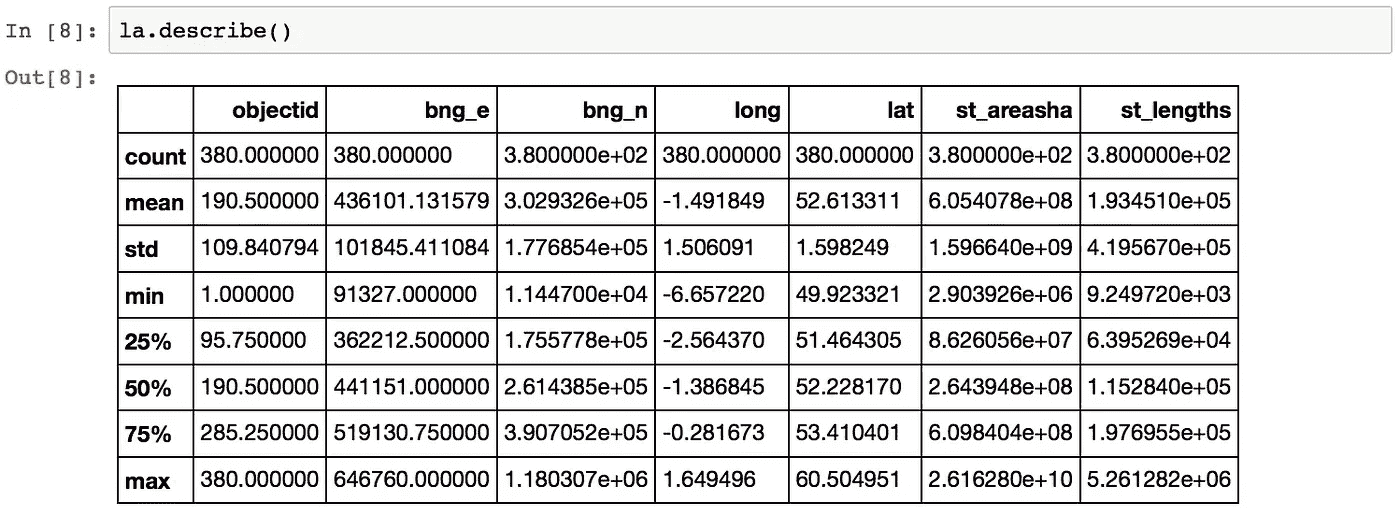 In [8]: la.describe()
Out[8]:
objectid bng_e bng_n long lat st_areasha st_lengths
count 380.000000 380.000000 3.800000e+02 380.000000 380.000000 3.800000e+02 3.800000e+02
mean 190.500000 436101.131579 3.029326e+05 -1.491849 52.613311 6.054078e+08 1.934510e+05
std 109.840794 101845.411084 1.776854e+05 1.506091 1.598249 1.596640e+09 4.195670e+05
min 1.000000 91327.000000 1.144700e+04 -6.657220 49.923321 2.903926e+06 9.249720e+03
25% 95.750000 362212.500000 1.755778e+05 -2.564370 51.464305 8.626056e+07 6.395269e+04
50% 190.500000 441151.000000 2.614385e+05 -1.386845 52.228170 2.643948e+08 1.152840e+05
75% 285.250000 519130.750000 3.907052e+05 -0.281673 53.410401 6.098404e+08 1.976955e+05
max 380.000000 646760.000000 1.180307e+06 1.649496 60.504951 2.616280e+10 5.261282e+06